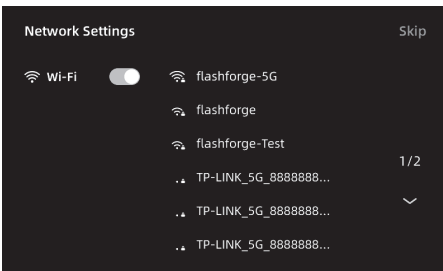 Network Settings
Skip
Wi-Fi
flashforge-5G
flashforge
flashforge-Test
TP-LINK_5G_8888888...
TP-LINK_5G_8888888...
TP-LINK_5G_8888888...
1/2